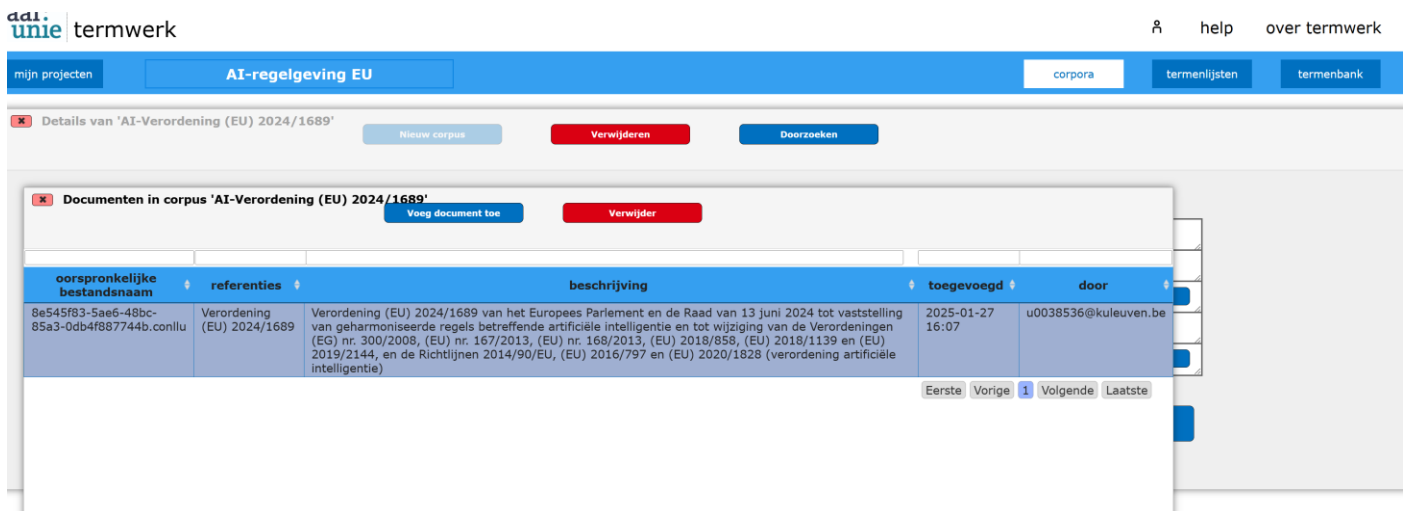 unie termwerk
help over termwerk
mijn projecten AI-regelgeving EU corpora termenlijsten termenbank
Details van 'AI-Verordening (EU) 2024/1689'
Nieuw corpus Verwijderen Doorzoeken
Documenten in corpus 'AI-Verordening (EU) 2024/1689'
Voeg document toe Verwijder
oorspronkelijke bestandsnaam referenties beschrijving toegevoegd door
8e545f83-5ae6-48bc-
85a3-0db4f887744b.conllu
Verordening
(EU) 2024/1689
Verordening (EU) 2024/1689 van het Europees Parlement en de Raad van 13 juni 2024 tot vaststelling
van geharmoniseerde regels betreffende artificiële intelligentie en tot wijziging van de Verordeningen
(EG) nr. 300/2008, (EU) nr. 167/2013, (EU) nr. 168/2013, (EU) 2018/858, (EU) 2018/1139 en (EU)
2019/2144, en de Richtlijnen 2014/90/EU, (EU) 2016/797 en (EU) 2020/1828 (verordening artificiële
intelligentie)
2025-01-27
16:07
u0038536@kuleuven.be
Eerste Vorige 1 Volgende Laatste